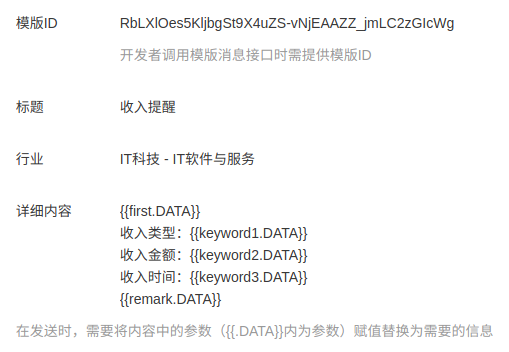 模版ID RbLXlOes5KljbgSt9X4uZS-vNjEAAZZ_jmLC2zGIcWg
开发者调用模版消息接口时需提供模版ID
标题 收入提醒
行业 IT科技 - IT软件与服务
详细内容 {{first.DATA}}
收入类型：{{keyword1.DATA}}
收入金额：{{keyword2.DATA}}
收入时间：{{keyword3.DATA}}
{{remark.DATA}}
在发送时，需要将内容中的参数（{{.DATA}}内为参数）赋值替换为需要的信息